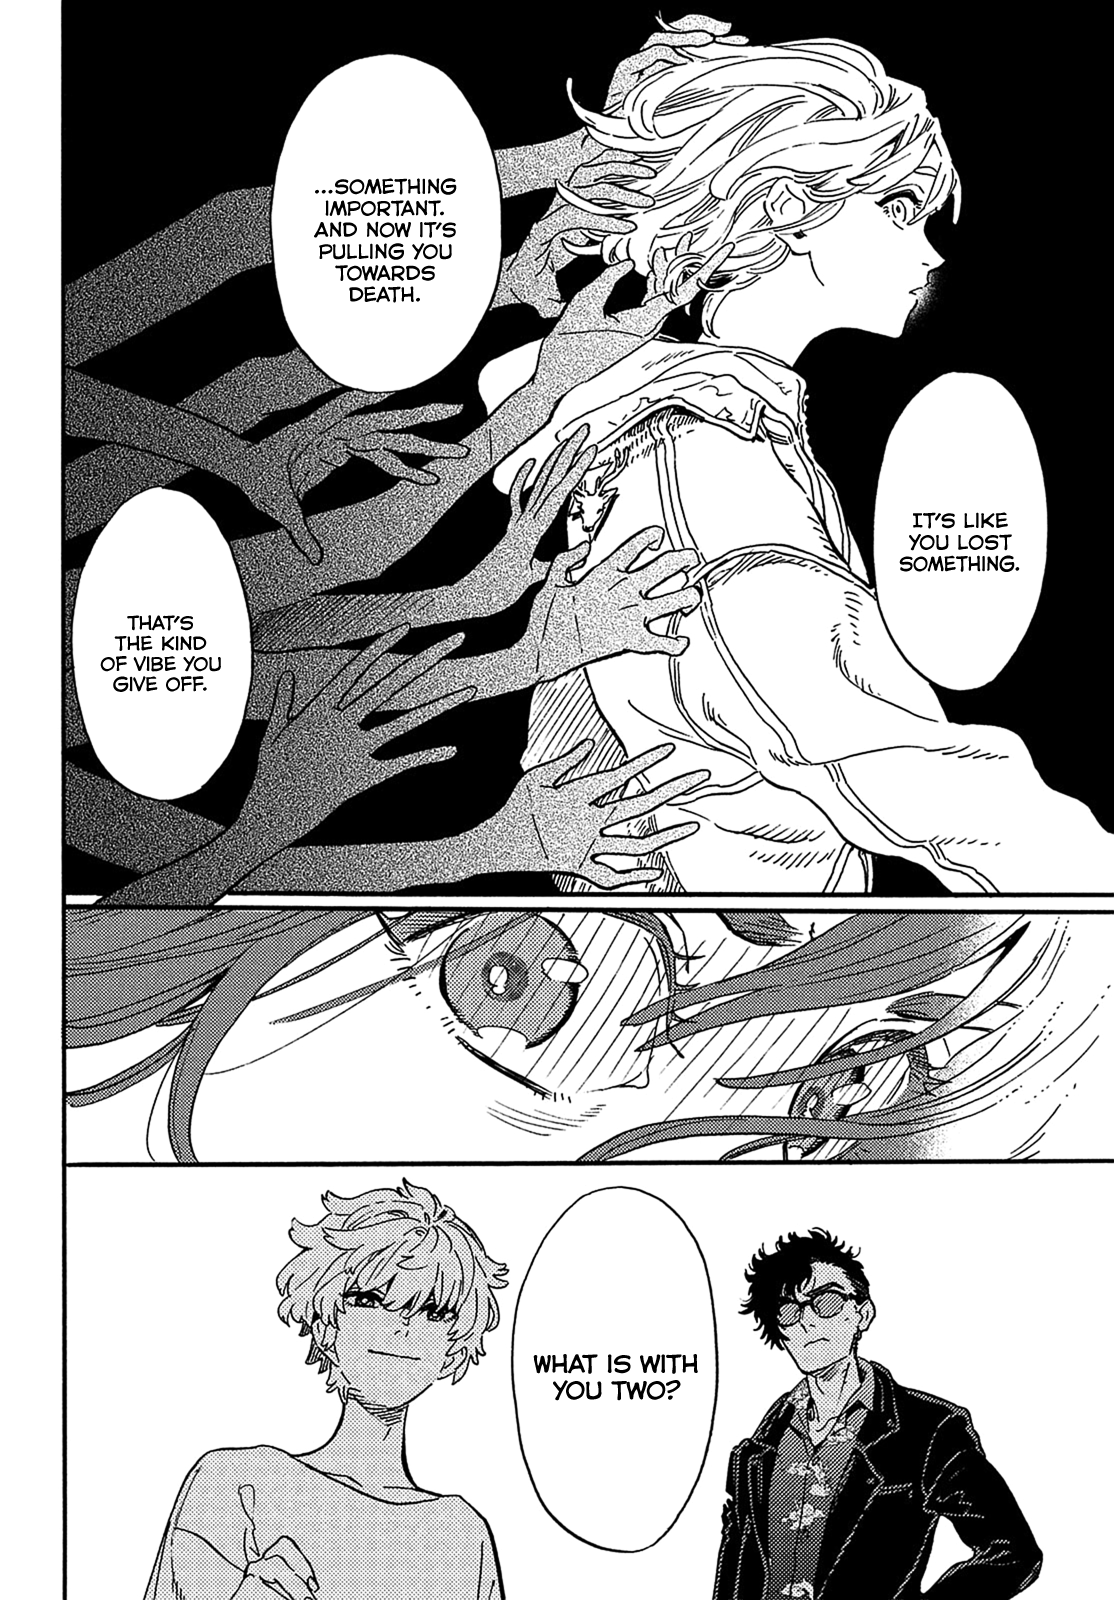 IT'S LIKE
YOU LOST
SOMETHING.
...SOMETHING
IMPORTANT.
AND NOW IT'S
PULLING YOU
TOWARDS
DEATH.
THAT'S
THE KIND
OF VIBE YOU
GIVE OFF.
WHAT IS WITH
YOU TWO?